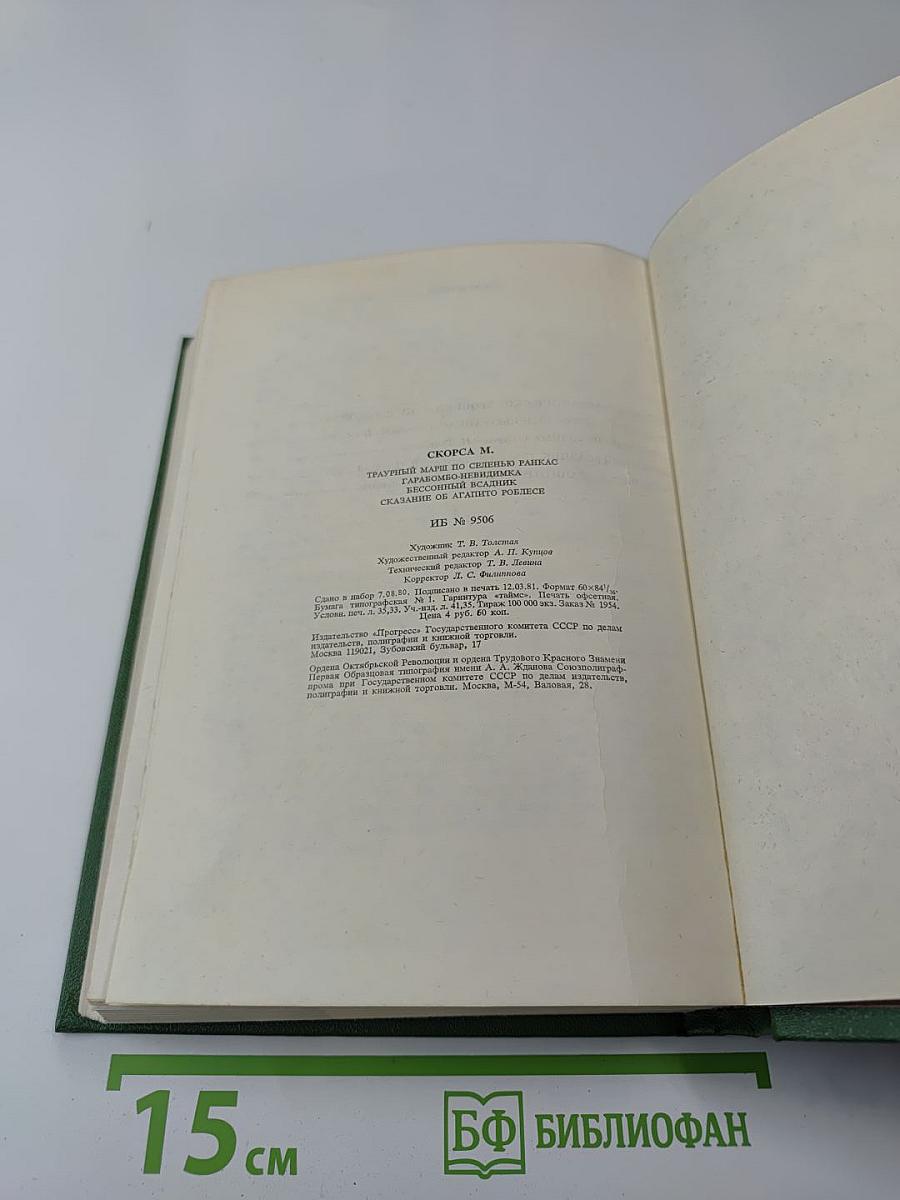 СКОРСА М.
ТРАУРНЫЙ МАРШ ПО СЕЛЕНЬЮ РАНКАС
ГАРАБОМБО-НЕВИДИМКА
БЕССОННЫЙ ВСАДНИК
СКАЗАНИЕ ОБ АГАПИТО РОБЛЕСЕ
ИБ № 9506
Художник Т. В. Толстая
Художественный редактор А. П. Купцов
Технический редактор Т. В. Левина
Корректор Л. С. Филиппова
Сдано в набор 7.08.80. Подписано в печать 12.03.81. Формат 60×84¹/₁₆.
Бумага типографская № 1. Гарнитура «таймс». Печать офсетная.
Условн. печ. л. 35,33. Уч.-изд. л. 41,35. Тираж 100 000 экз. Заказ № 1954.
Цена 4 руб. 60 коп.
Издательство «Прогресс» Государственного комитета СССР по делам
издательств, полиграфии и книжной торговли.
Москва 119021, Зубовский бульвар, 17
Ордена Октябрьской Революции и ордена Трудового Красного Знамени
Первая Образцовая типография имени А. А. Жданова Союзполиграф-
прома при Государственном комитете СССР по делам издательств,
полиграфии и книжной торговли. Москва, М-54, Валовая, 28.
15 см
БФ БИБЛИОФАН